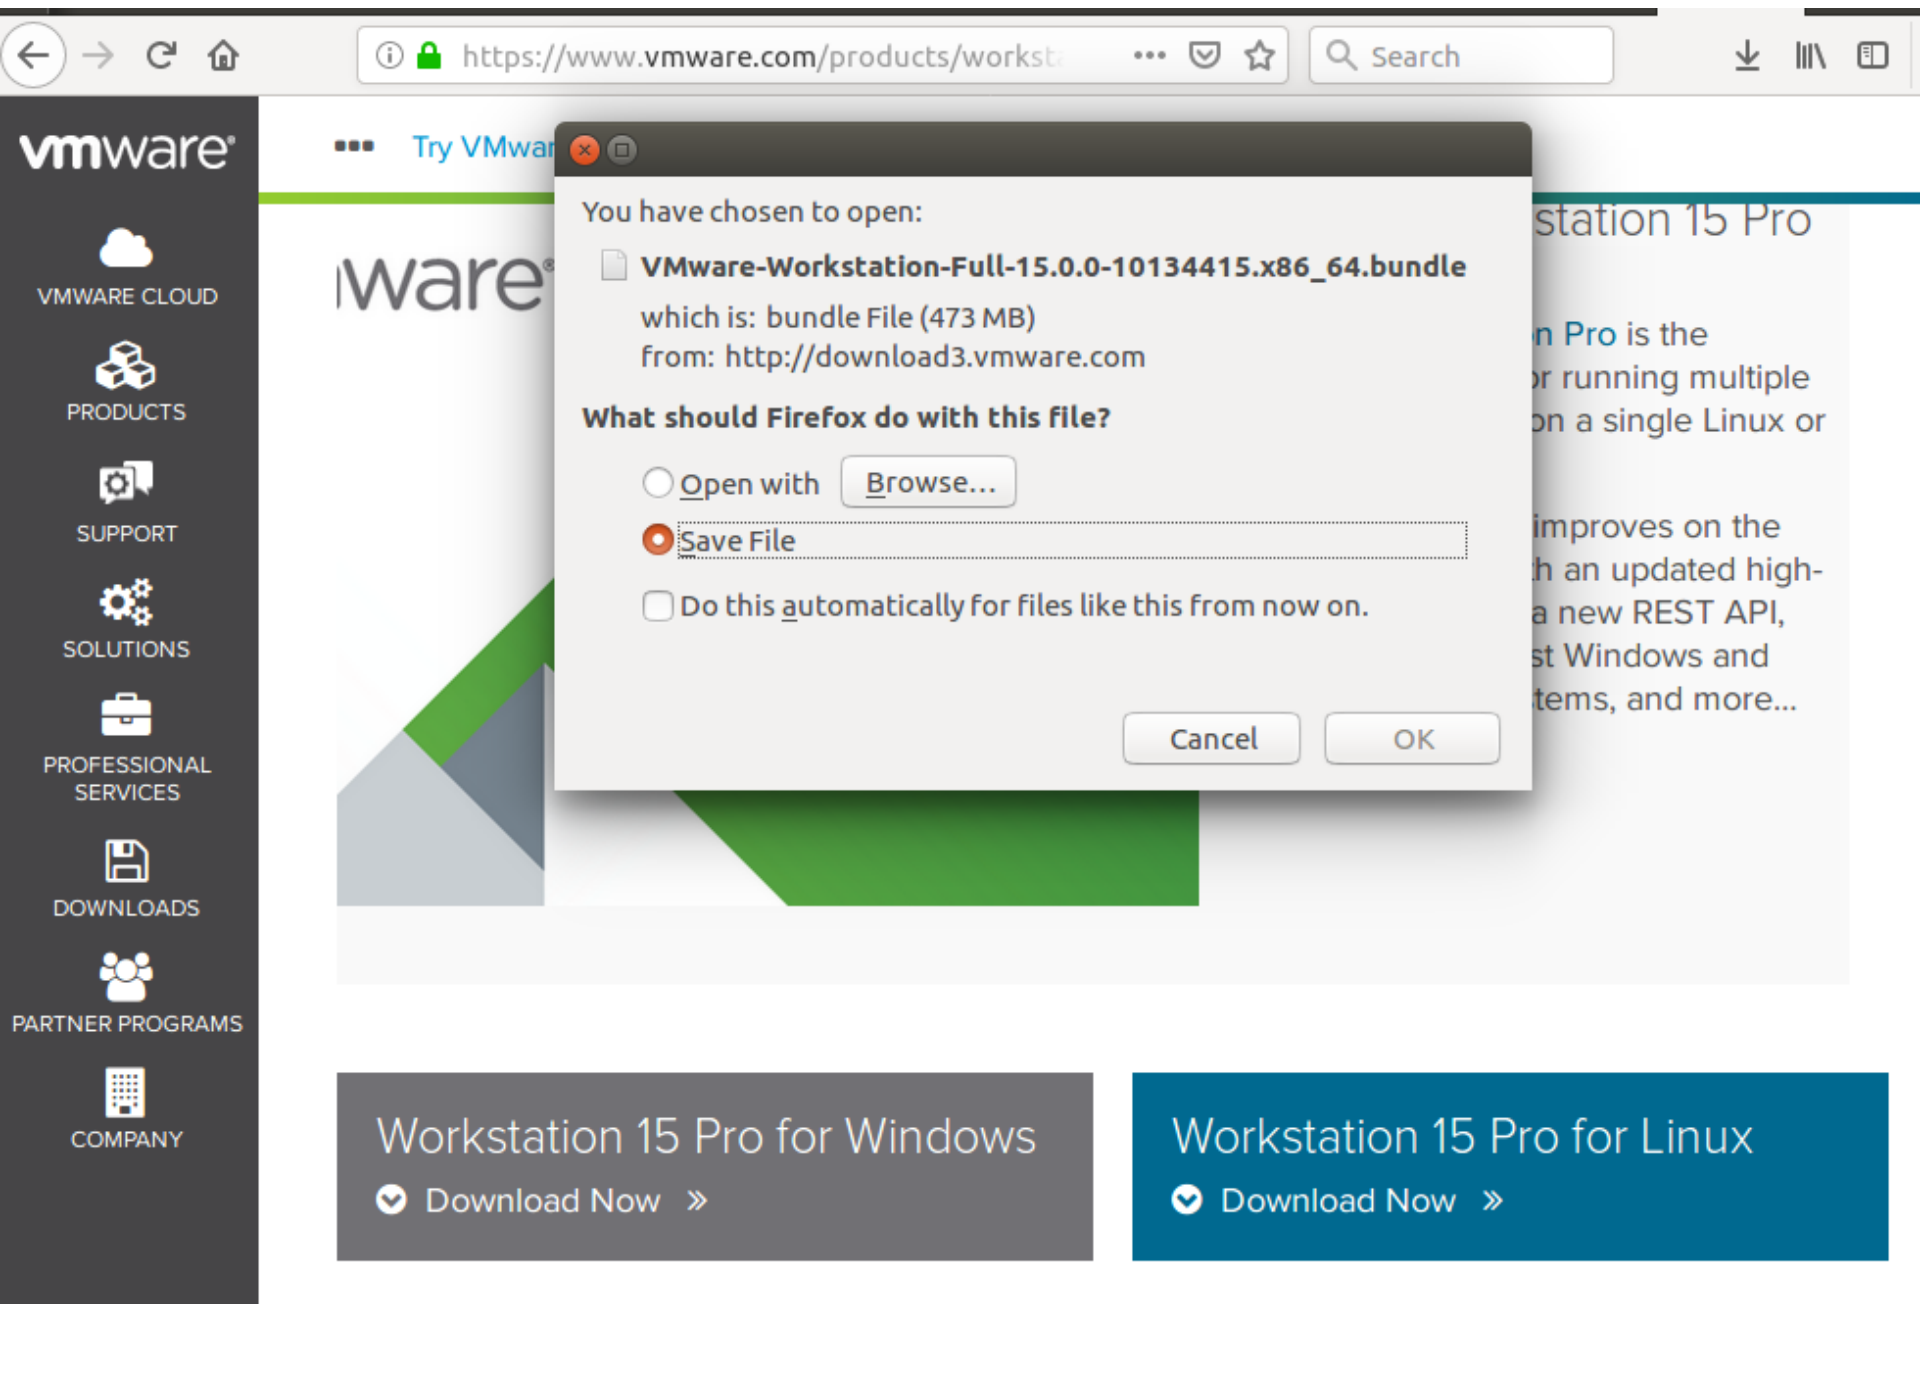 https://www.vmware.com/products/workst
Search
vmware
VMWARE CLOUD
PRODUCTS
SUPPORT
SOLUTIONS
PROFESSIONAL
SERVICES
DOWNLOADS
PARTNER PROGRAMS
COMPANY
Try VMwar
ware
You have chosen to open:
VMware-Workstation-Full-15.0.0-10134415.x86_64.bundle
which is: bundle File (473 MB)
from: http://download3.vmware.com
What should Firefox do with this file?
Open with Browse...
Save File
Do this automatically for files like this from now on.
Cancel OK
station 15 Pro
n Pro is the
or running multiple
on a single Linux or
improves on the
h an updated high-
a new REST API,
st Windows and
tems, and more...
Workstation 15 Pro for Windows
Download Now »
Workstation 15 Pro for Linux
Download Now »